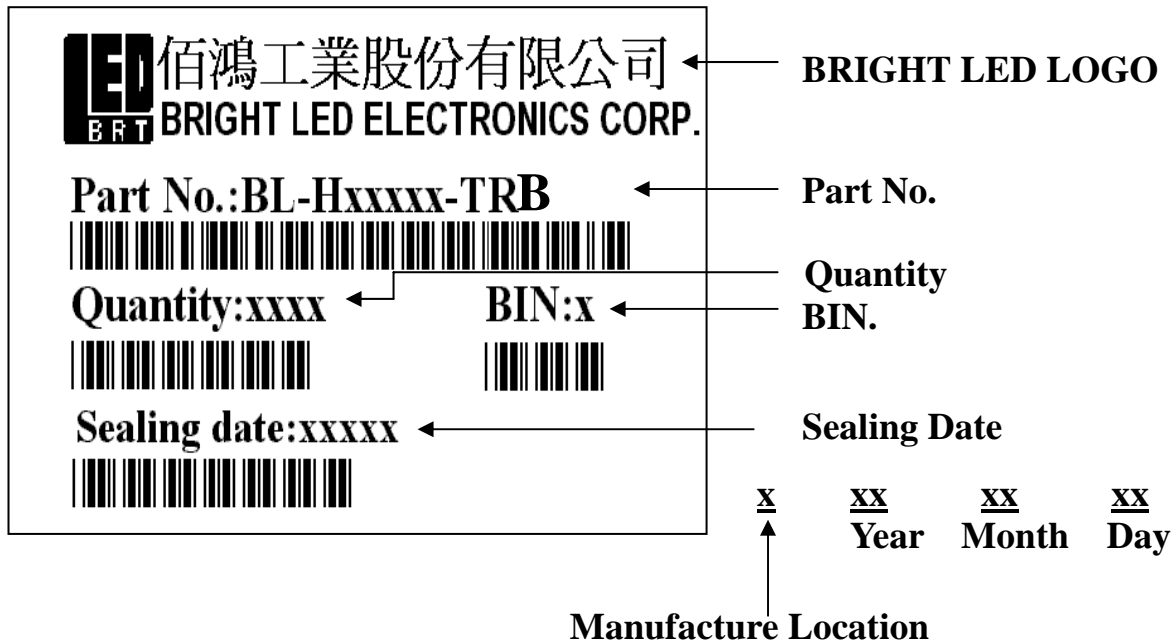 LED 佰鴻工業股份有限公司
BRT BRIGHT LED ELECTRONICS CORP.
BRIGHT LED LOGO
Part No.:BL-Hxxxxx-TRB
Part No.
Quantity:xxxx
BIN:x
Quantity
BIN.
Sealing date:xxxxx
Sealing Date
x xx xx xx
Year Month Day
Manufacture Location